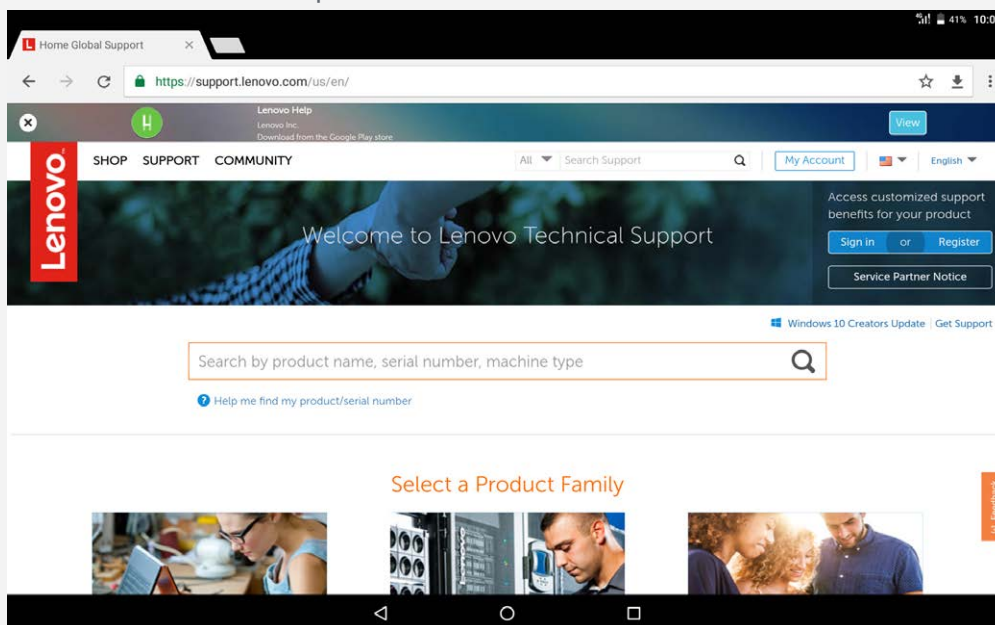 41% 10:0
Home Global Support
https://support.lenovo.com/us/en/
Lenovo Help
Lenovo Inc.
Download from the Google Play store
View
Lenovo
SHOP SUPPORT COMMUNITY All Search Support My Account English
Access customized support
benefits for your product
Welcome to Lenovo Technical Support
Sign in or Register
Service Partner Notice
Windows 10 Creators Update Get Support
Search by product name, serial number, machine type
Help me find my product/serial number
Select a Product Family
Feedback